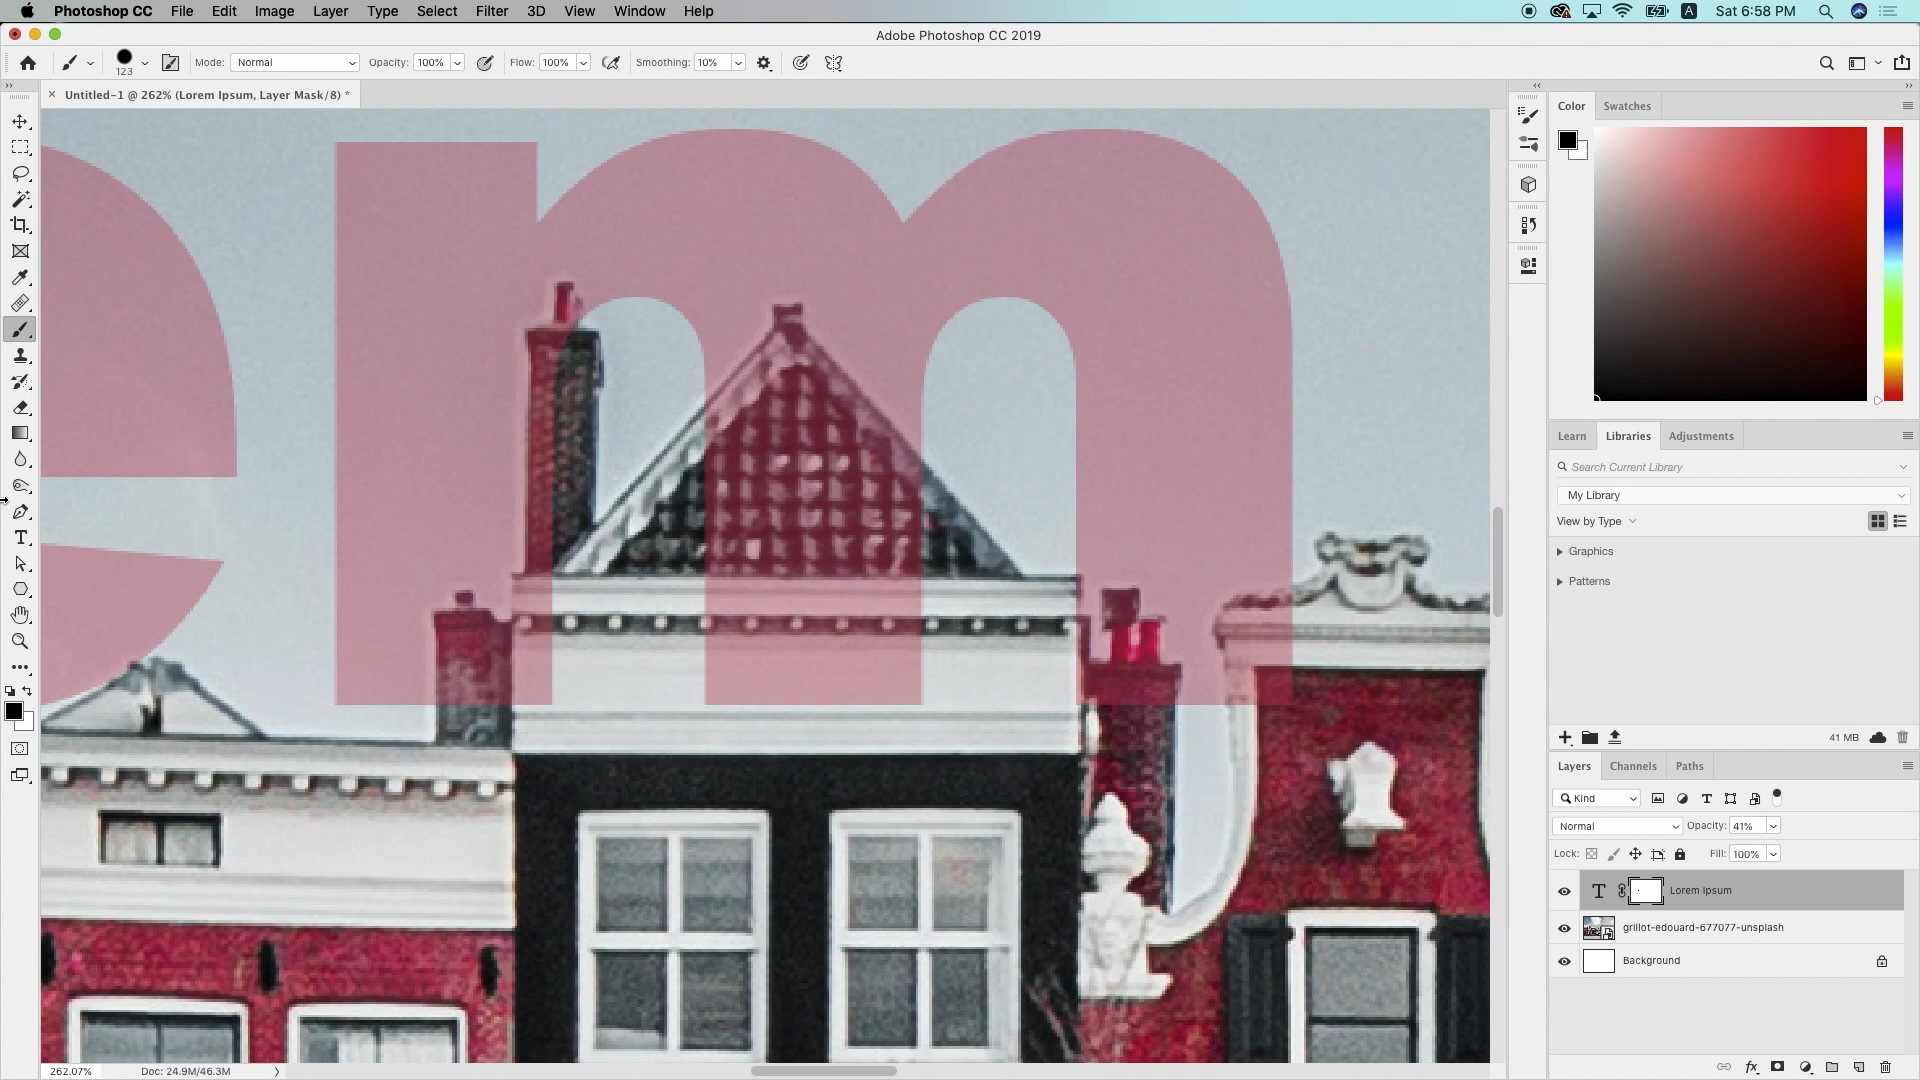 Photoshop CC File Edit Image Layer Type Select Filter 3D View Window Help A Sat 6:58 PM
Adobe Photoshop CC 2019
123 Mode: Normal Opacity: 100% Flow: 100% Smoothing: 10%
× Untitled-1 @ 262% (Lorem Ipsum, Layer Mask/8) *
em
Color Swatches
Learn Libraries Adjustments
Search Current Library
My Library
View by Type
Graphics
Patterns
41 MB
Layers Channels Paths
Kind
Normal Opacity: 41%
Lock: Fill: 100%
T Lorem Ipsum
grillot-edouard-677077-unsplash
Background
262.07% Doc: 24.9M/46.3M